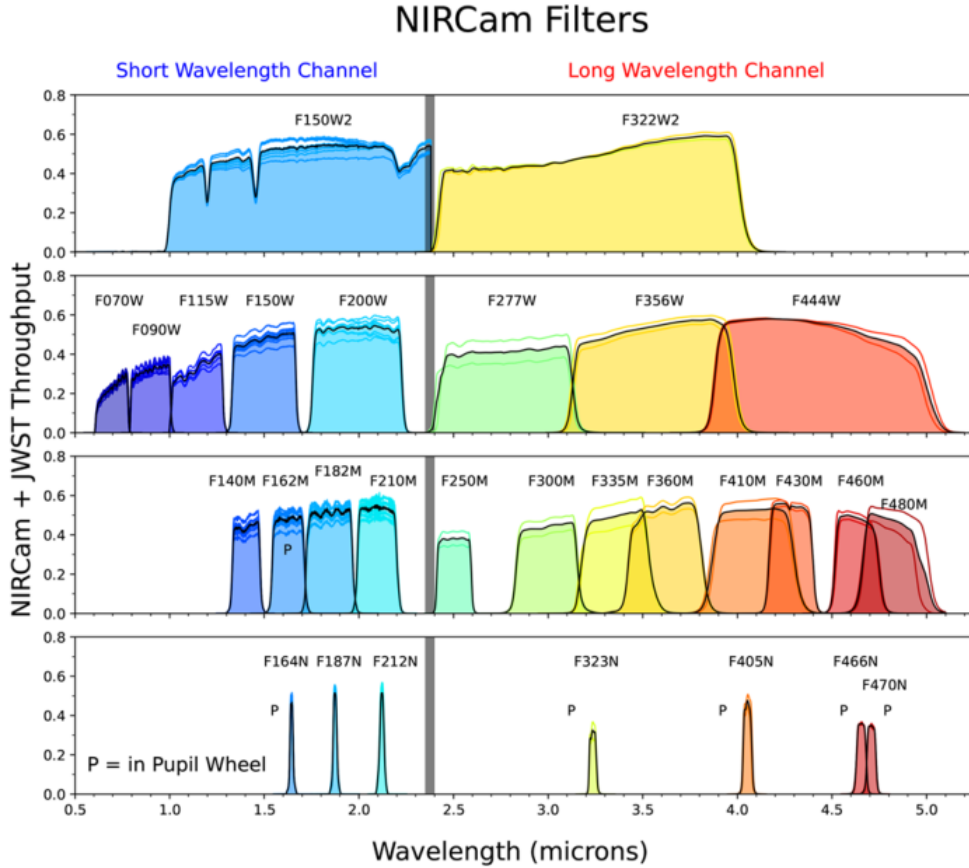 NIRCam Filters
Short Wavelength Channel
Long Wavelength Channel
NIRCam + JWST Throughput
0.8
0.6
0.4
0.2
0.0
F150W2
F322W2
0.8
0.6
0.4
0.2
0.0
F070W
F090W
F115W
F150W
F200W
F277W
F356W
F444W
0.8
0.6
0.4
0.2
0.0
F140M
F162M
F182M
F210M
P
F250M
F300M
F335M
F360M
F410M
F430M
F460M
F480M
0.8
0.6
0.4
0.2
0.0
F164N
F187N
F212N
F323N
F405N
F466N
F470N
P
P
P
P
P
P = in Pupil Wheel
0.5 1.0 1.5 2.0 2.5 3.0 3.5 4.0 4.5 5.0
Wavelength (microns)